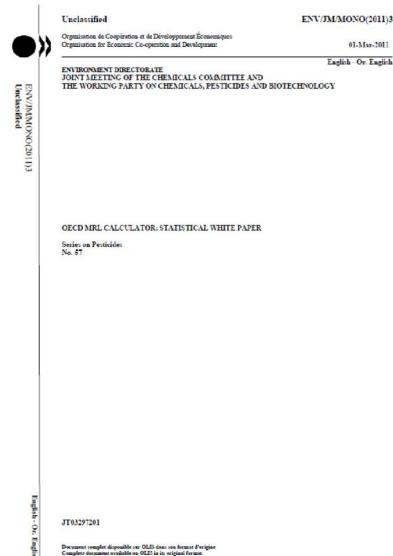 Unclassified
ENV/JM/MONO(2011)3
Organisation de Coopération et de Développement Économiques
Organisation for Economic Co-operation and Development
01-Mar-2011
English - Or. English
ENVIRONMENT DIRECTORATE
JOINT MEETING OF THE CHEMICALS COMMITTEE AND
THE WORKING PARTY ON CHEMICALS, PESTICIDES AND BIOTECHNOLOGY
ENV/JM/MONO(2011)3
Unclassified
OECD MRL CALCULATOR: STATISTICAL WHITE PAPER
Series on Pesticides
No. 57
English - Or. Englis
JT03297201
Document complet disponible sur OLIS dans son format d'origine
Complete document available on OLIS in its original format